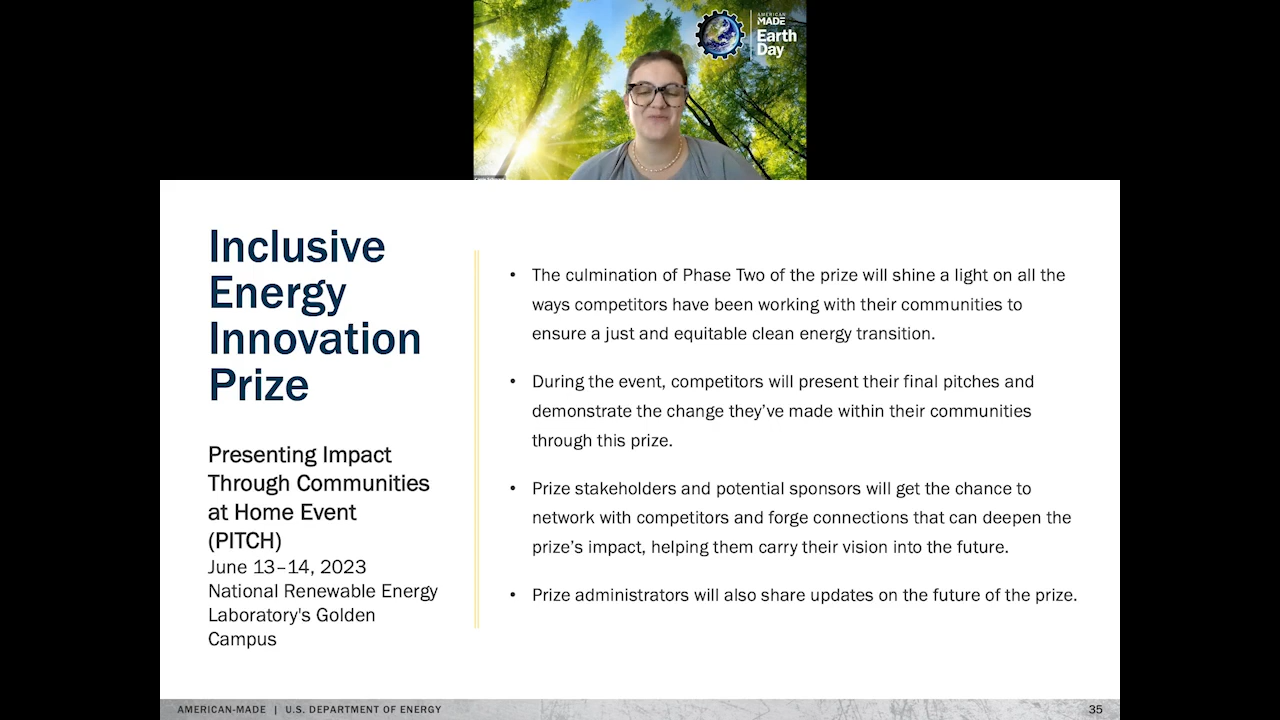 AMERICAN
MADE
Earth
Day
Inclusive
Energy
Innovation
Prize
Presenting Impact
Through Communities
at Home Event
(PITCH)
June 13–14, 2023
National Renewable Energy
Laboratory's Golden
Campus
• The culmination of Phase Two of the prize will shine a light on all the
ways competitors have been working with their communities to
ensure a just and equitable clean energy transition.
• During the event, competitors will present their final pitches and
demonstrate the change they’ve made within their communities
through this prize.
• Prize stakeholders and potential sponsors will get the chance to
network with competitors and forge connections that can deepen the
prize’s impact, helping them carry their vision into the future.
• Prize administrators will also share updates on the future of the prize.
AMERICAN-MADE | U.S. DEPARTMENT OF ENERGY
35